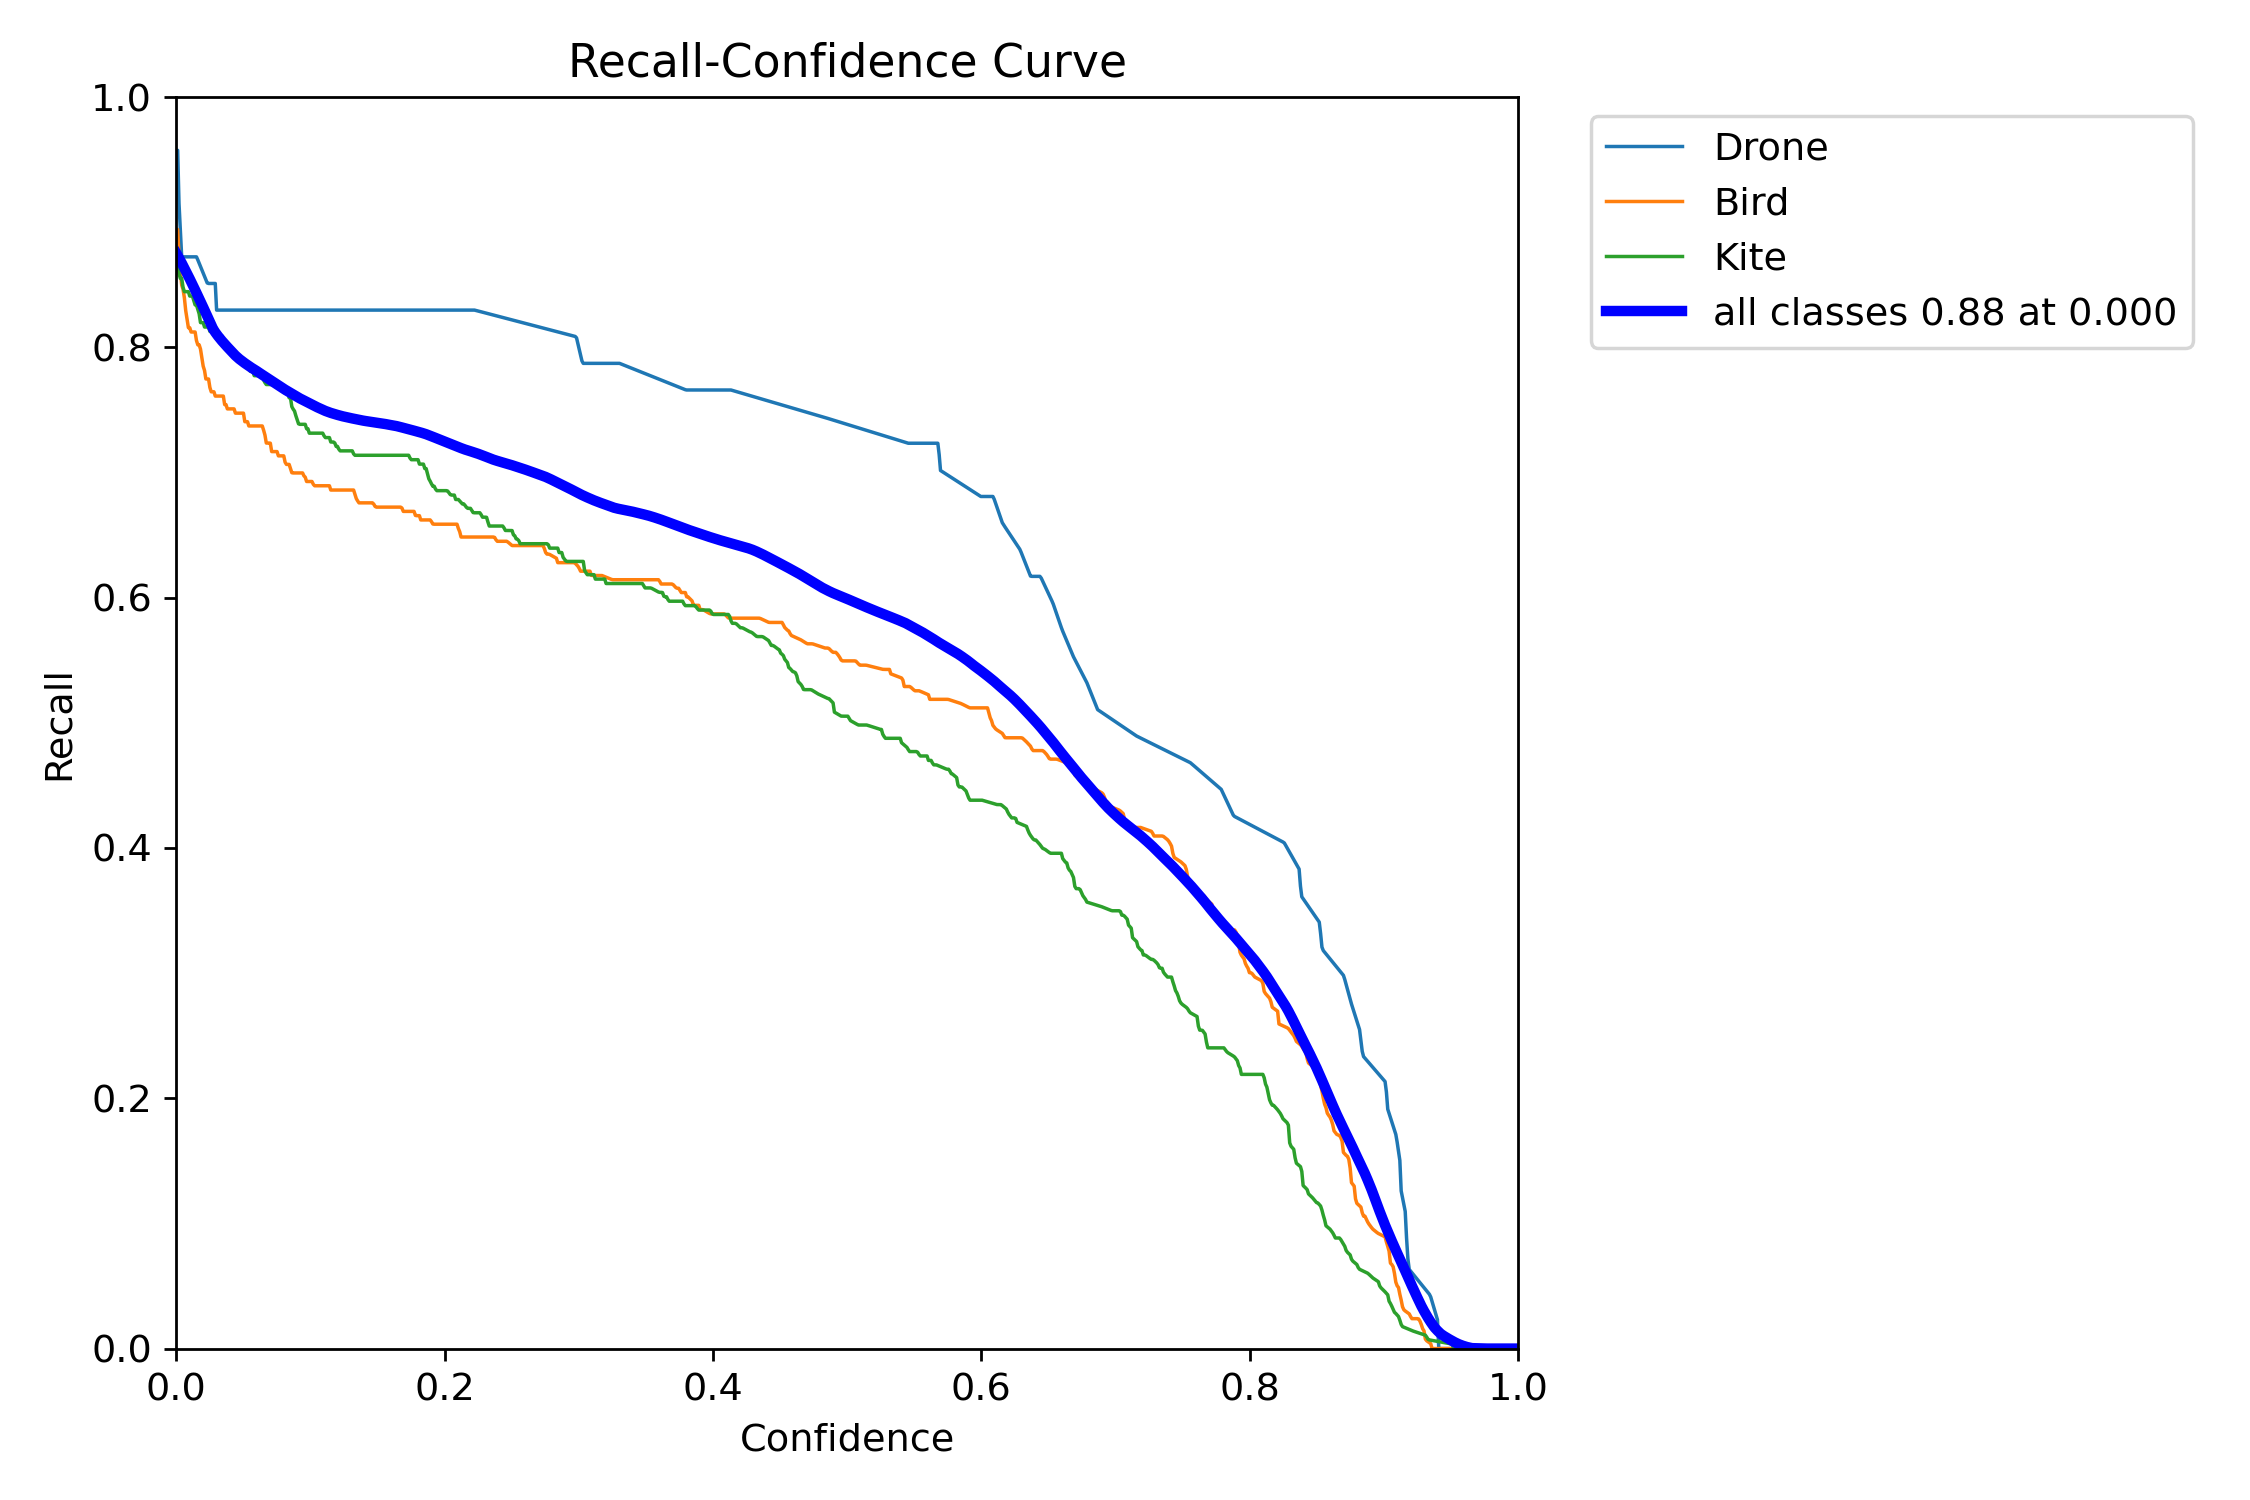 Recall-Confidence Curve
1.0
0.8
0.6
0.4
0.2
0.0
Recall
0.0 0.2 0.4 0.6 0.8 1.0
Confidence
Drone
Bird
Kite
all classes 0.88 at 0.000